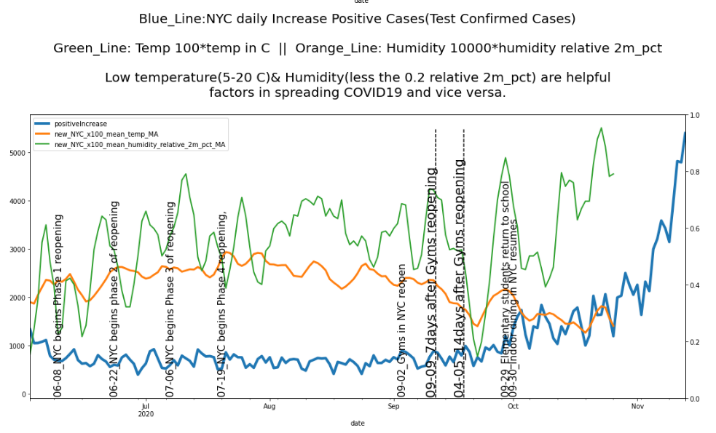 date
Blue_Line:NYC daily Increase Positive Cases(Test Confirmed Cases)
Green_Line: Temp 100*temp in C || Orange_Line: Humidity 10000*humidity relative 2m_pct
Low temperature(5-20 C)& Humidity(less the 0.2 relative 2m_pct) are helpful
factors in spreading COVID19 and vice versa.
positiveIncrease
new_NYC_x100_mean_temp_MA
new_NYC_x100_mean_humidity_relative_2m_pct_MA
5000
4000
3000
2000
1000
0
1.0
0.8
0.6
0.4
0.2
0.0
06-08_NYC begins Phase 1 reopening
06-22_NYC begins Phase 2 of reopening
07-06_NYC begins Phase 3 of reopening
07-19_NYC begins Phase 4 reopening,
09-02_Gyms in NYC reopen
09-09_7days after Gyms reopening
04-05_14days after Gyms reopening
09-29_Elementary students return to school
09-30_Indoor dining in NYC resumes
Jul
2020
Aug
Sep
Oct
Nov
date